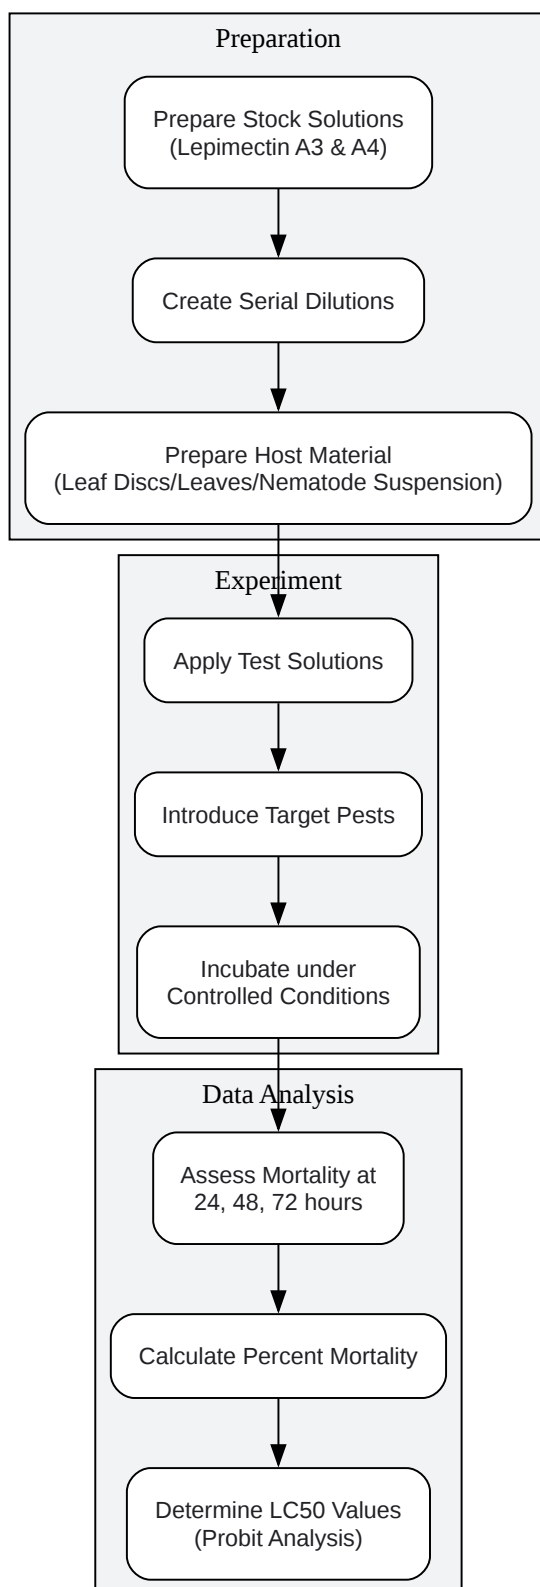 Preparation
Prepare Stock Solutions
(Lepimectin A3 & A4)
Create Serial Dilutions
Prepare Host Material
(Leaf Discs/Leaves/Nematode Suspension)
Experiment
Apply Test Solutions
Introduce Target Pests
Incubate under
Controlled Conditions
Data Analysis
Assess Mortality at
24, 48, 72 hours
Calculate Percent Mortality
Determine LC50 Values
(Probit Analysis)